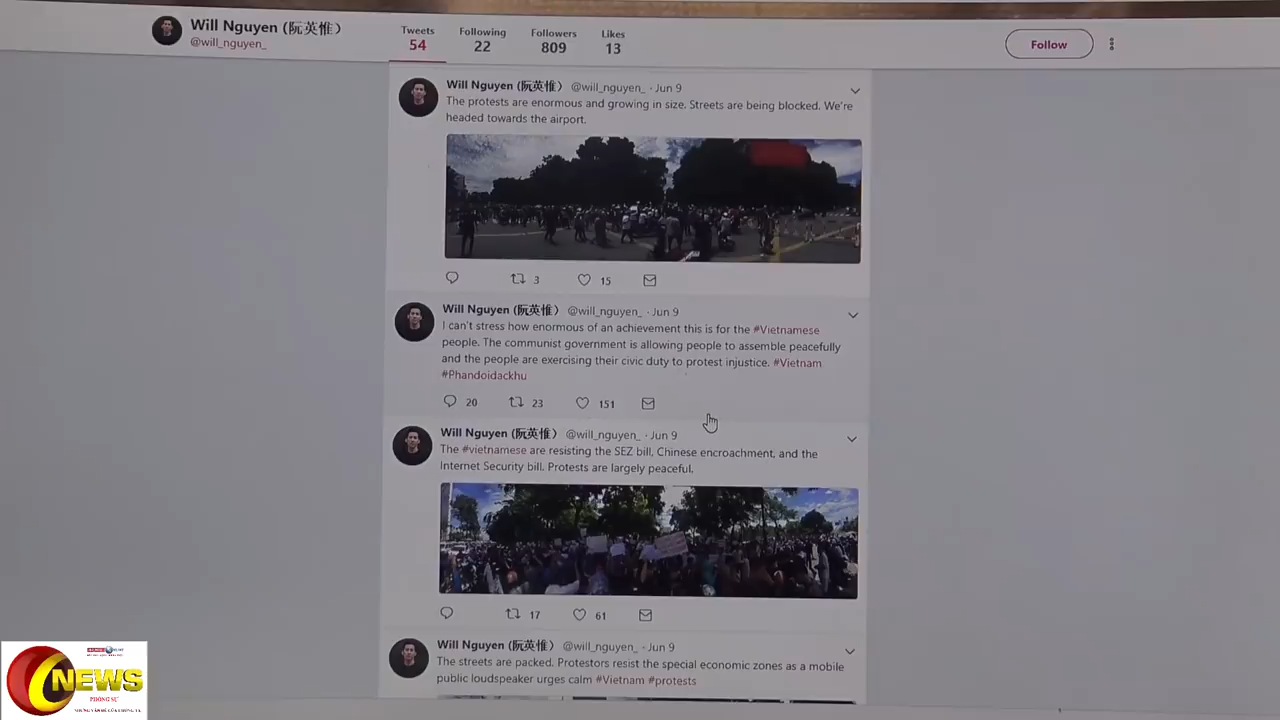 Will Nguyen (阮英惟)
@will_nguyen_
Tweets
54
Following
22
Followers
809
Likes
13
Follow
Will Nguyen (阮英惟) @will_nguyen_ · Jun 9
The protests are enormous and growing in size. Streets are being blocked. We're
headed towards the airport.
3
15
Will Nguyen (阮英惟) @will_nguyen_ · Jun 9
I can't stress how enormous of an achievement this is for the #Vietnamese
people. The communist government is allowing people to assemble peacefully
and the people are exercising their civic duty to protest injustice. #Vietnam
#Phandoidackhu
20
23
151
Will Nguyen (阮英惟) @will_nguyen_ · Jun 9
The #vietnamese are resisting the SEZ bill, Chinese encroachment, and the
Internet Security bill. Protests are largely peaceful.
17
61
Will Nguyen (阮英惟) @will_nguyen_ · Jun 9
The streets are packed. Protestors resist the special economic zones as a mobile
public loudspeaker urges calm #Vietnam #protests
NEWS
PHÓNG SỰ